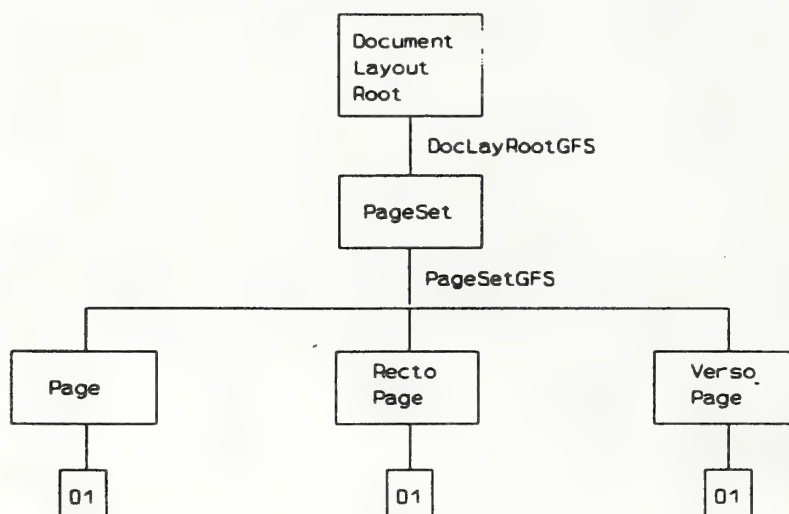 Document
Layout
Root
DocLayRootGFS
PageSet
PageSetGFS
Page
Recto
Page
Verso
Page
01
01
01